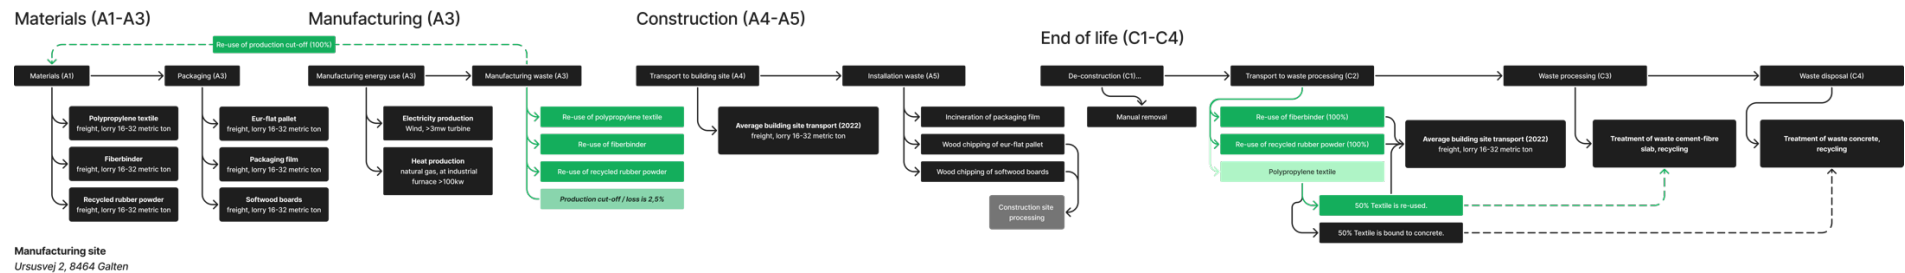 Materials (A1-A3)
Manufacturing (A3)
Construction (A4-A5)
End of life (C1-C4)
Re-use of production cut-off (100%)
Materials (A1)
Packaging (A3)
Manufacturing energy use (A3)
Manufacturing waste (A3)
Transport to building site (A4)
Installation waste (A5)
De-construction (C1)...
Transport to waste processing (C2)
Waste processing (C3)
Waste disposal (C4)
Polypropylene textile
freight, lorry 16-32 metric ton
Fiberbinder
freight, lorry 16-32 metric ton
Recycled rubber powder
freight, lorry 16-32 metric ton
Eur-flat pallet
freight, lorry 16-32 metric ton
Packaging film
freight, lorry 16-32 metric ton
Softwood boards
freight, lorry 16-32 metric ton
Electricity production
Wind, >3mw turbine
Heat production
natural gas, at industrial
furnace >100kw
Re-use of polypropylene textile
Re-use of fiberbinder
Re-use of recycled rubber powder
Production cut-off / loss is 2,5%
Average building site transport (2022)
freight, lorry 16-32 metric ton
Incineration of packaging film
Wood chipping of eur-flat pallet
Wood chipping of softwood boards
Construction site
processing
Manual removal
Re-use of fiberbinder (100%)
Re-use of recycled rubber powder (100%)
Polypropylene textile
50% Textile is re-used.
50% Textile is bound to concrete.
Average building site transport (2022)
freight, lorry 16-32 metric ton
Treatment of waste cement-fibre
slab, recycling
Treatment of waste concrete,
recycling
Manufacturing site
Ursusvej 2, 8464 Galten